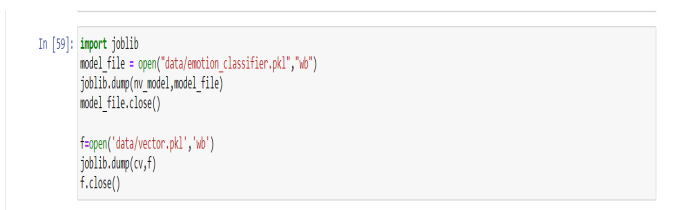 In [59]: import joblib
model_file = open("data/emotion_classifier.pkl","wb")
joblib.dump(nv_model,model_file)
model_file.close()
f=open('data/vector.pkl','wb')
joblib.dump(cv,f)
f.close()